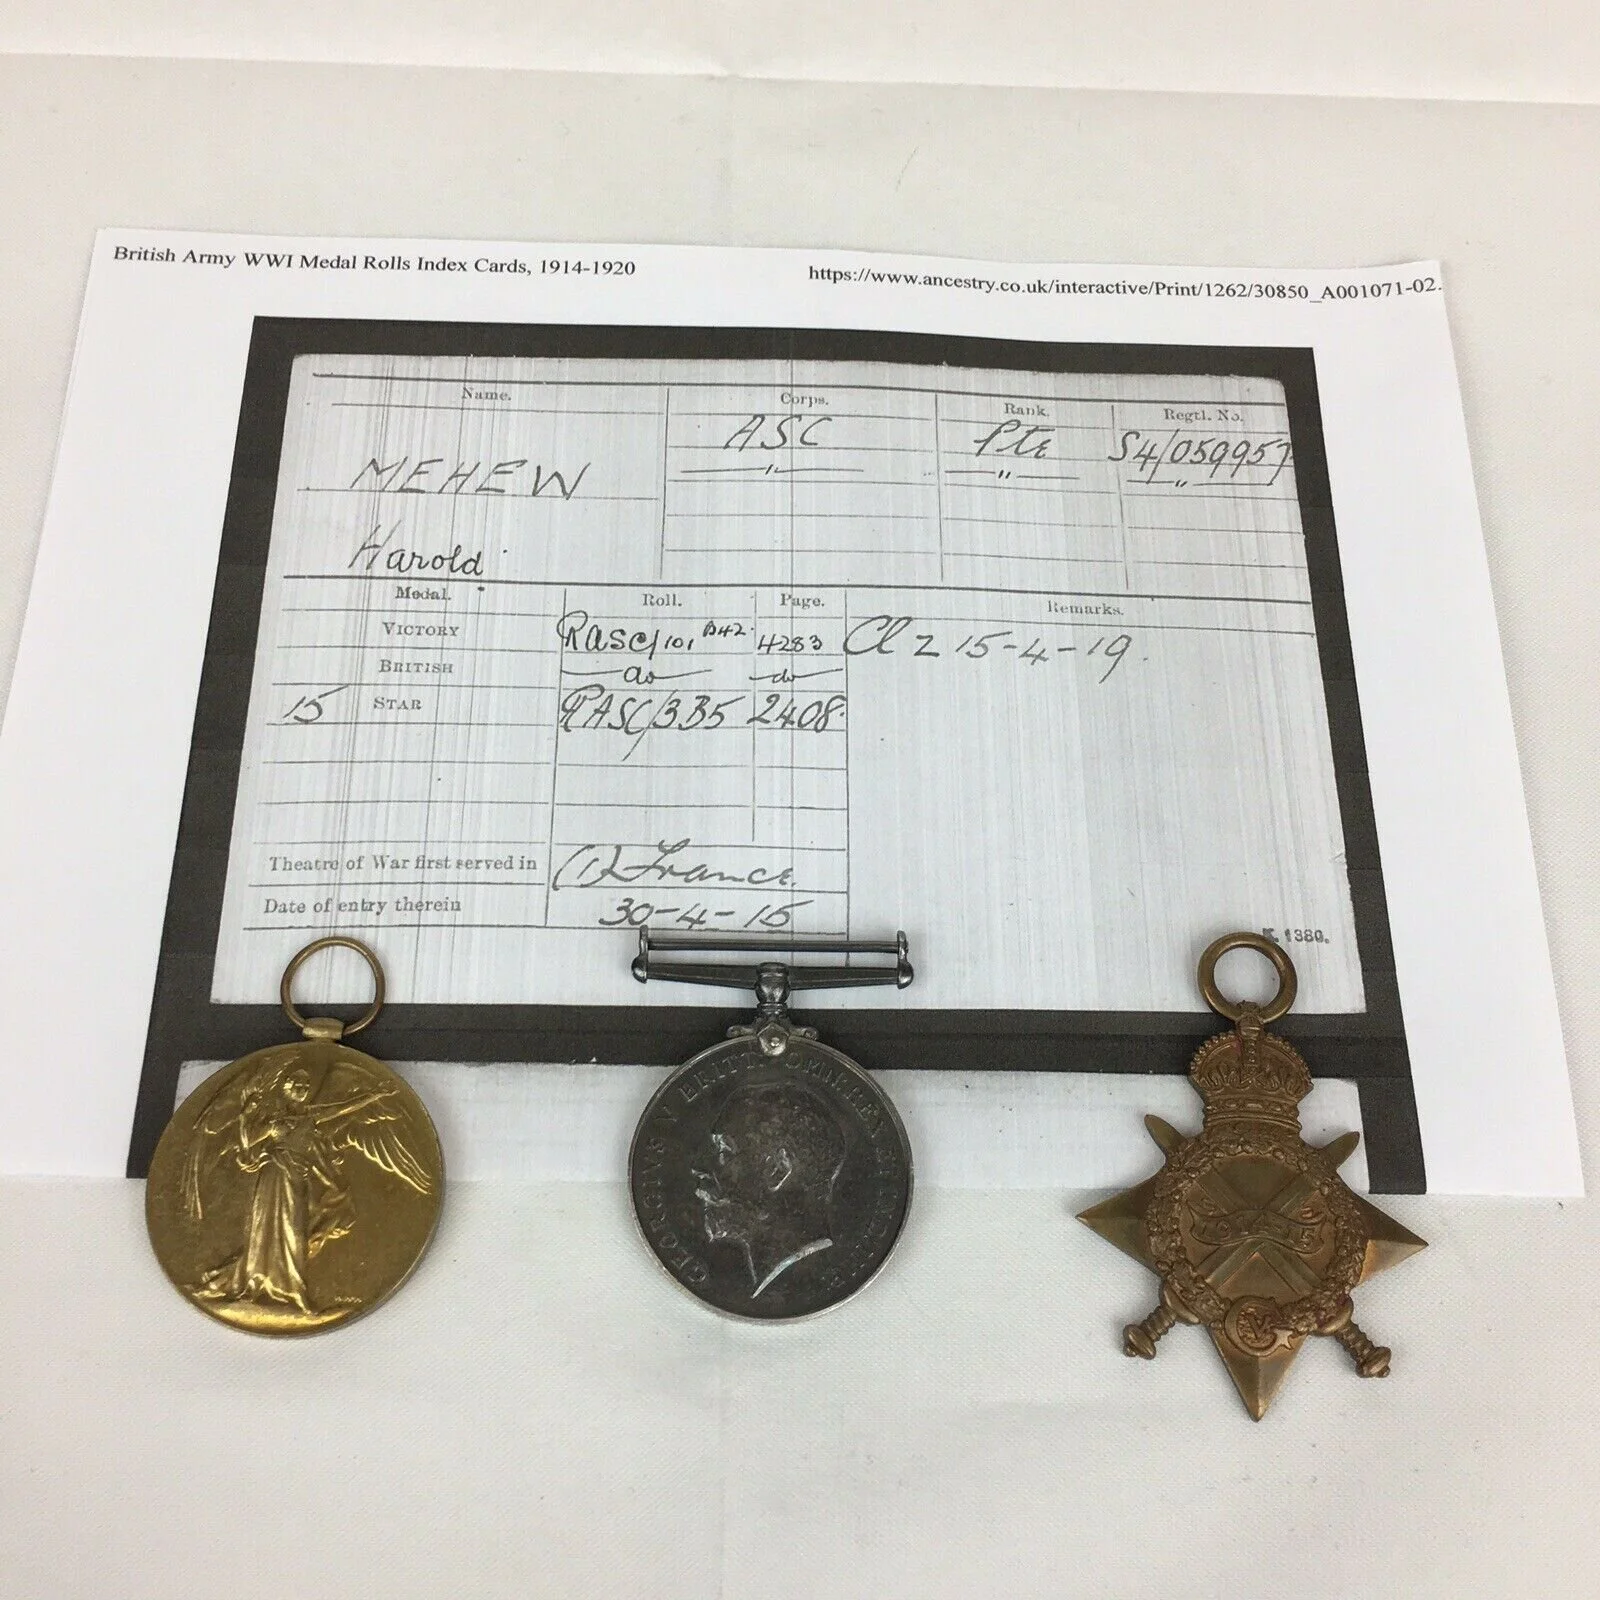 British Army WWI Medal Rolls Index Cards, 1914-1920
https://www.ancestry.co.uk/interactive/Print/1262/30850_A001071-02.
Name. Corps. Rank. Regtl. No.
ASC Pte S4/059957
MEHEW " " "
Harold
Medal. Roll. Page. Remarks.
VICTORY RASC/101 B42. 4283 Cl Z 15-4-19.
BRITISH do do
15 STAR RASC/3B5 2408.
Theatre of War first served in (1) France.
Date of entry therein 30-4-15
K. 1380.
GEORGIVS V BRITT: OMN: REX ET IND: IMP:
1914-15
V